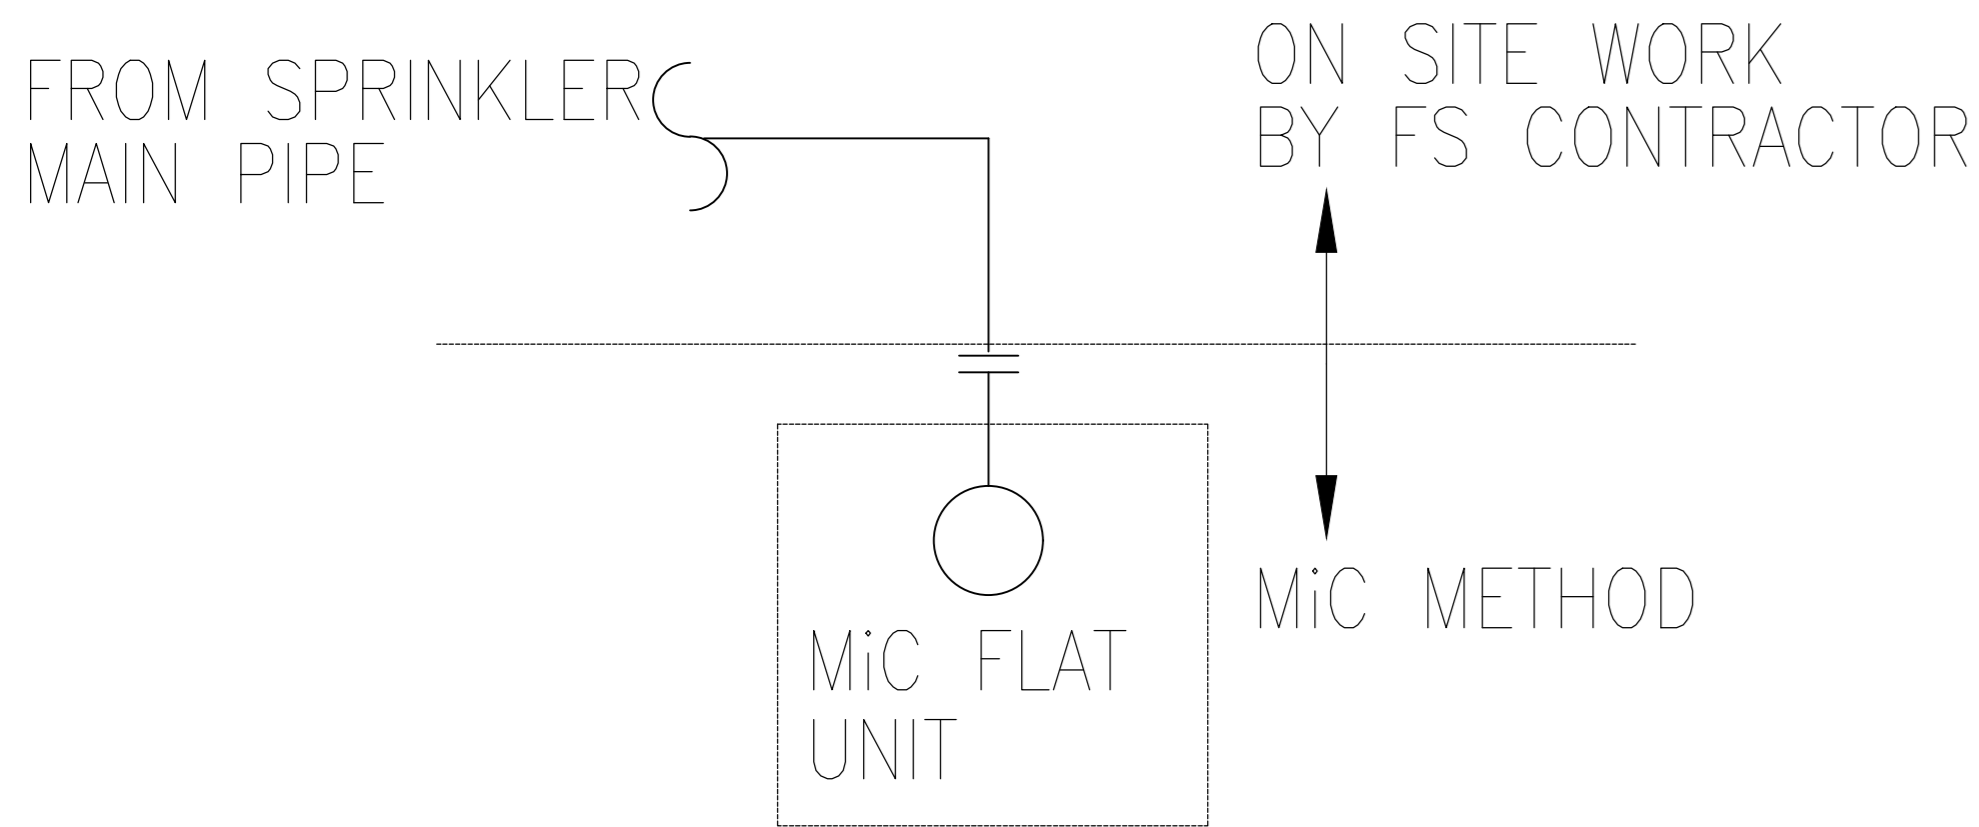 FROM SPRINKLER
MAIN PIPE
ON SITE WORK
BY FS CONTRACTOR
MiC METHOD
MiC FLAT
UNIT